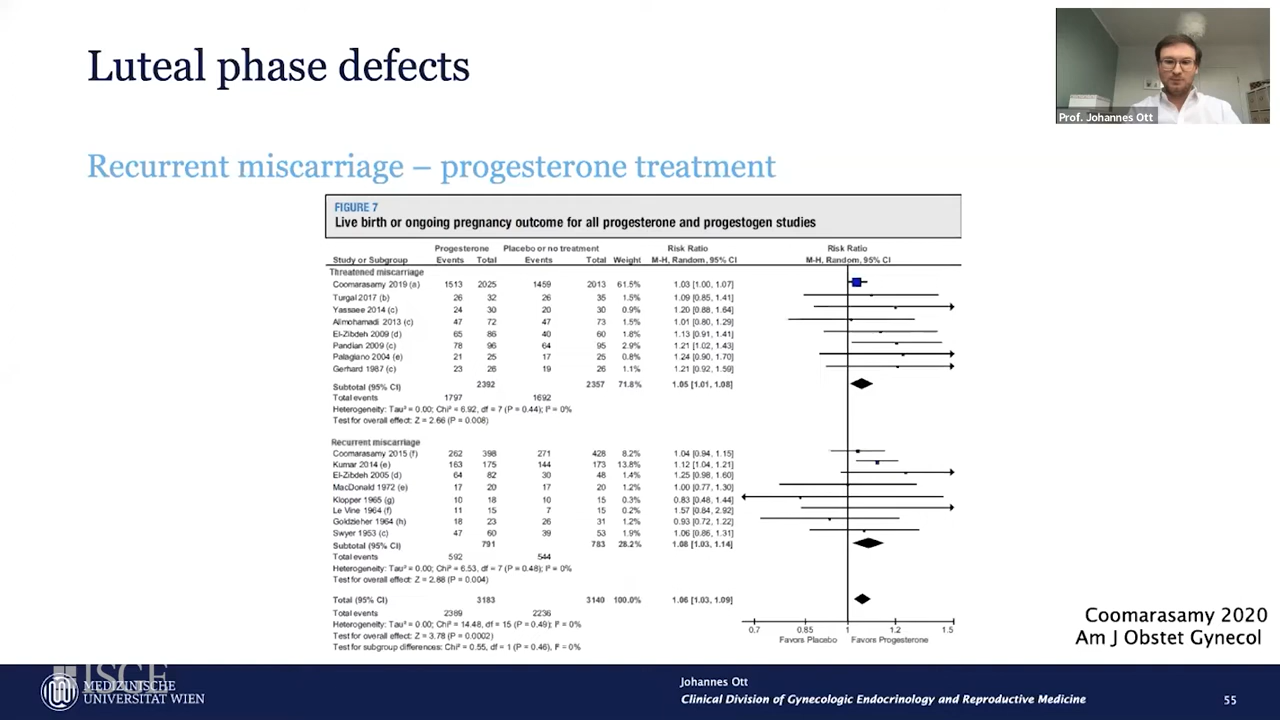 Luteal phase defects
Prof. Johannes Ott
Recurrent miscarriage – progesterone treatment
FIGURE 7
Live birth or ongoing pregnancy outcome for all progesterone and progestogen studies
Progesterone Placebo or no treatment Risk Ratio Risk Ratio
Study or Subgroup Events Total Events Total Weight M-H, Random, 95% CI M-H, Random, 95% CI
Threatened miscarriage
Coomarasamy 2019 (a) 1513 2025 1459 2013 61.5% 1.03 [1.00, 1.07]
Turgal 2017 (b) 26 32 26 35 1.5% 1.09 [0.85, 1.41]
Yassaee 2014 (c) 24 30 20 30 0.9% 1.20 [0.88, 1.64]
Alimohamadi 2013 (c) 47 72 47 73 1.3% 1.01 [0.80, 1.29]
El-Zibdeh 2009 (d) 65 86 40 60 1.8% 1.13 [0.91, 1.41]
Pandian 2009 (c) 78 96 64 95 2.9% 1.21 [1.02, 1.43]
Palagiano 2004 (e) 21 25 17 25 0.8% 1.24 [0.90, 1.70]
Gerhard 1987 (c) 23 26 19 26 1.1% 1.21 [0.92, 1.59]
Subtotal (95% CI) 2392 2357 71.8% 1.05 [1.01, 1.08]
Total events 1797 1692
Heterogeneity: Tau² = 0.00; Chi² = 6.92, df = 7 (P = 0.44); I² = 0%
Test for overall effect: Z = 2.66 (P = 0.008)
Recurrent miscarriage
Coomarasamy 2015 (f) 262 398 271 428 8.2% 1.04 [0.94, 1.15]
Kumar 2014 (e) 163 175 144 173 13.8% 1.12 [1.04, 1.21]
El-Zibdeh 2005 (d) 64 82 30 48 1.3% 1.25 [0.98, 1.60]
MacDonald 1972 (e) 17 20 17 20 1.2% 1.00 [0.77, 1.30]
Klopper 1965 (g) 10 18 10 15 0.3% 0.83 [0.48, 1.44]
Le Vine 1964 (f) 11 15 7 15 0.2% 1.57 [0.84, 2.92]
Goldzieher 1964 (h) 18 23 26 31 1.2% 0.93 [0.72, 1.22]
Swyer 1953 (c) 47 60 39 53 1.9% 1.06 [0.86, 1.31]
Subtotal (95% CI) 791 783 28.2% 1.08 [1.03, 1.14]
Total events 592 544
Heterogeneity: Tau² = 0.00; Chi² = 6.53, df = 7 (P = 0.48); I² = 0%
Test for overall effect: Z = 2.88 (P = 0.004)
Total (95% CI) 3183 3140 100.0% 1.06 [1.03, 1.09]
Total events 2389 2236
Heterogeneity: Tau² = 0.00; Chi² = 14.48, df = 15 (P = 0.49); I² = 0%
Test for overall effect: Z = 3.78 (P = 0.0002)
Test for subgroup differences: Chi² = 0.55, df = 1 (P = 0.46), I² = 0%
0.7 0.85 1 1.2 1.5
Favors Placebo Favors Progesterone
Coomarasamy 2020
Am J Obstet Gynecol
ISGE
MEDIZINISCHE
UNIVERSITÄT WIEN
Johannes Ott
Clinical Division of Gynecologic Endocrinology and Reproductive Medicine
55